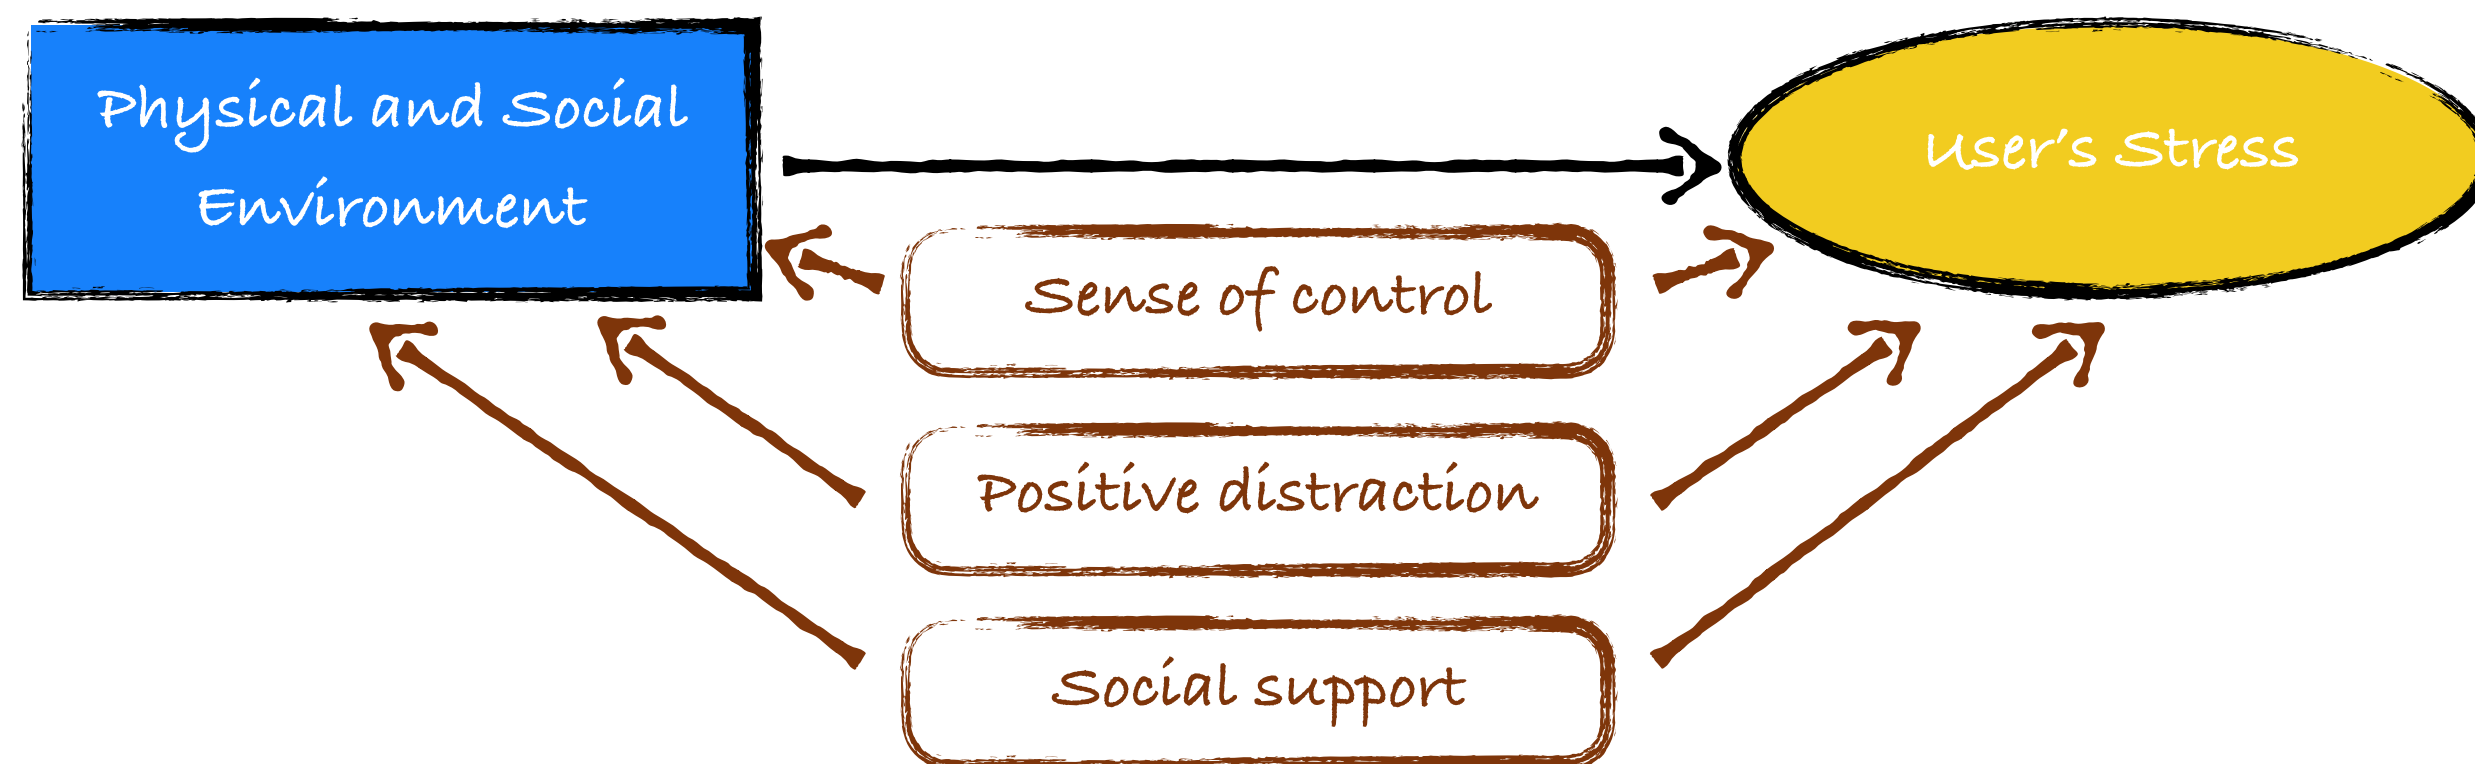 Physical and Social
Environment
User's Stress
Sense of control
Positive distraction
Social support